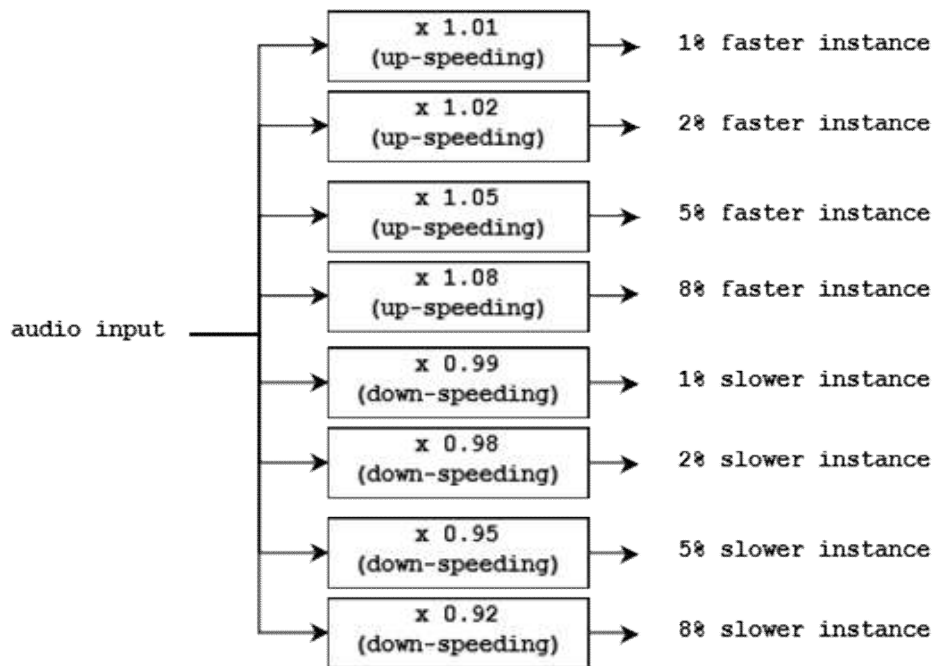 x 1.01
(up-speeding)
1% faster instance
x 1.02
(up-speeding)
2% faster instance
x 1.05
(up-speeding)
5% faster instance
x 1.08
(up-speeding)
8% faster instance
audio input
x 0.99
(down-speeding)
1% slower instance
x 0.98
(down-speeding)
2% slower instance
x 0.95
(down-speeding)
5% slower instance
x 0.92
(down-speeding)
8% slower instance